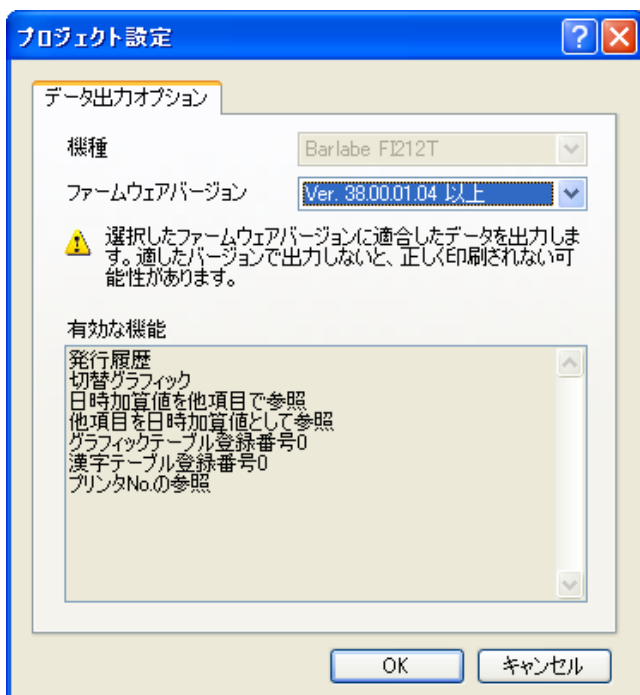 プロジェクト設定
データ出力オプション
機種 Barlabe FI212T
ファームウェアバージョン Ver. 38.00.01.04 以上
選択したファームウェアバージョンに適合したデータを出力しま
す。適したバージョンで出力しないと、正しく印刷されない可
能性があります。
有効な機能
発行履歴
切替グラフィック
日時加算値を他項目で参照
他項目を日時加算値として参照
グラフィックテーブル登録番号0
漢字テーブル登録番号0
プリンタNo.の参照
OK キャンセル